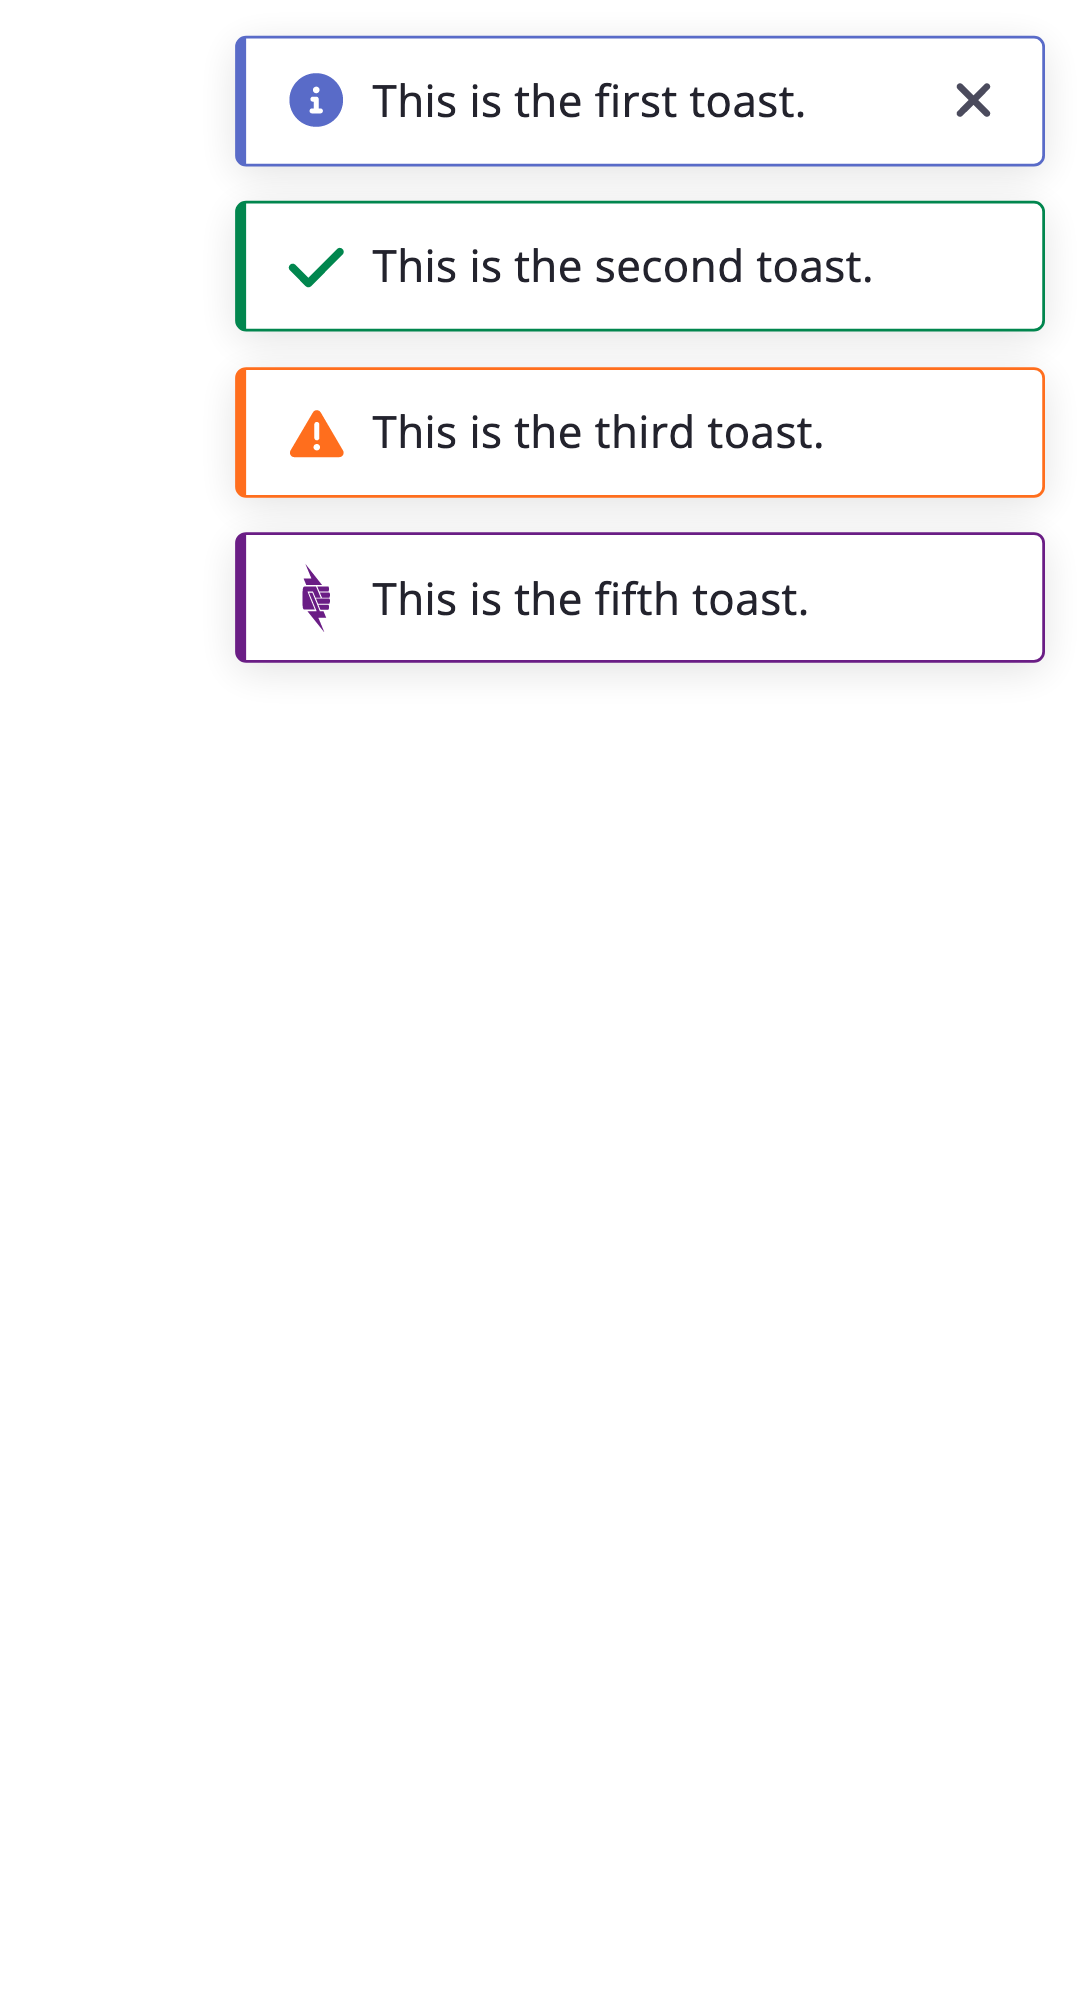 This is the first toast.
This is the second toast.
This is the third toast.
This is the fifth toast.